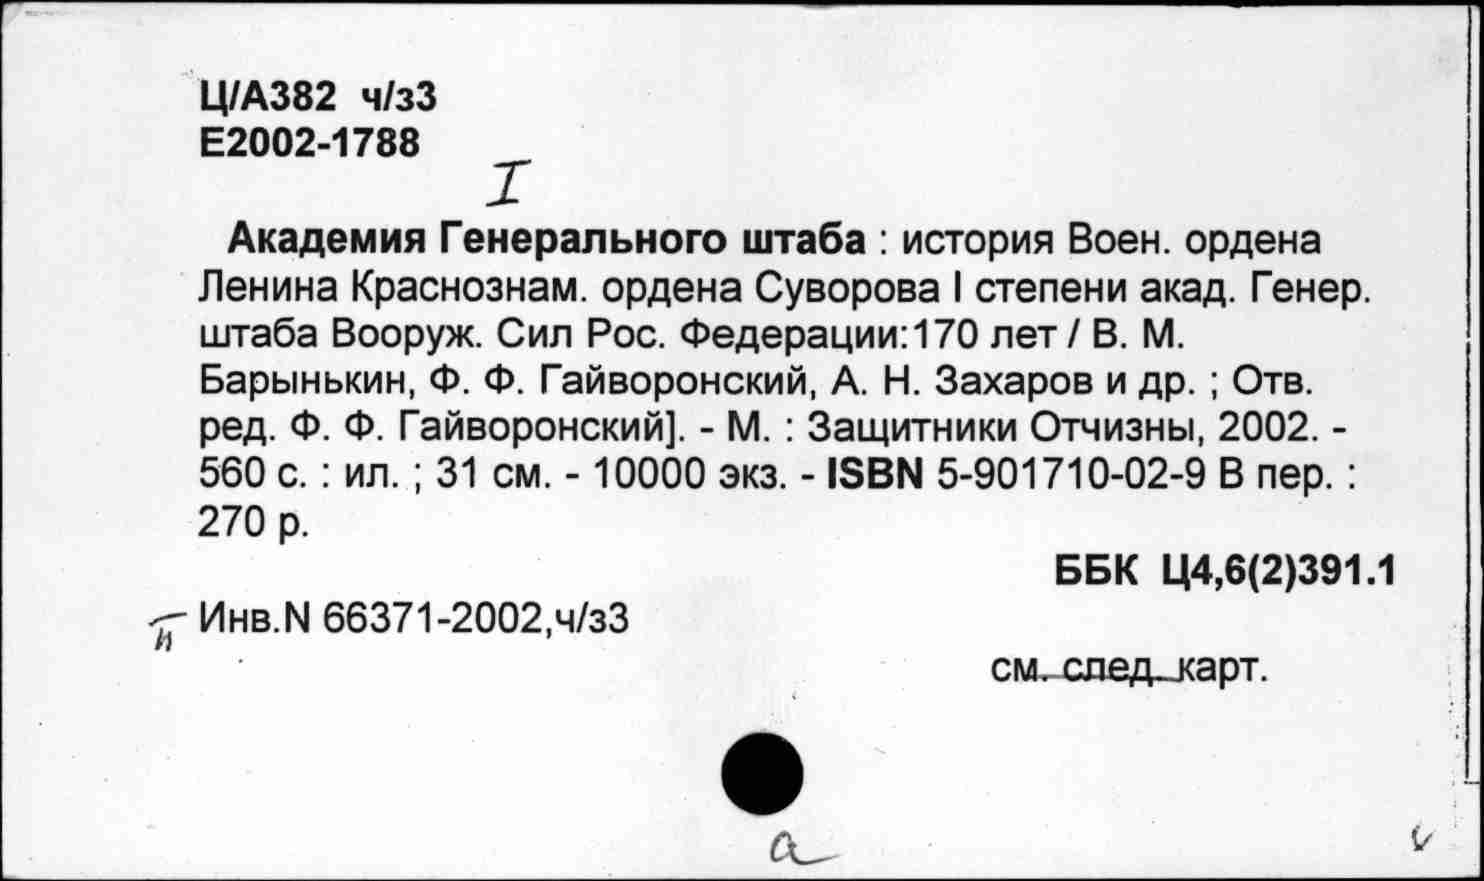 Ц/А382 ч/з3
Е2002-1788
I
Академия Генерального штаба : история Воен. ордена
Ленина Краснознам. ордена Суворова I степени акад. Генер.
штаба Вооруж. Сил Рос. Федерации:170 лет / В. М.
Барынькин, Ф. Ф. Гайворонский, А. Н. Захаров и др. ; Отв.
ред. Ф. Ф. Гайворонский]. - М. : Защитники Отчизны, 2002. -
560 с. : ил. ; 31 см. - 10000 экз. - ISBN 5-901710-02-9 В пер. :
270 р.
ББК Ц4,6(2)391.1
Инв.N 66371-2002,ч/з3
см. след. карт.
а